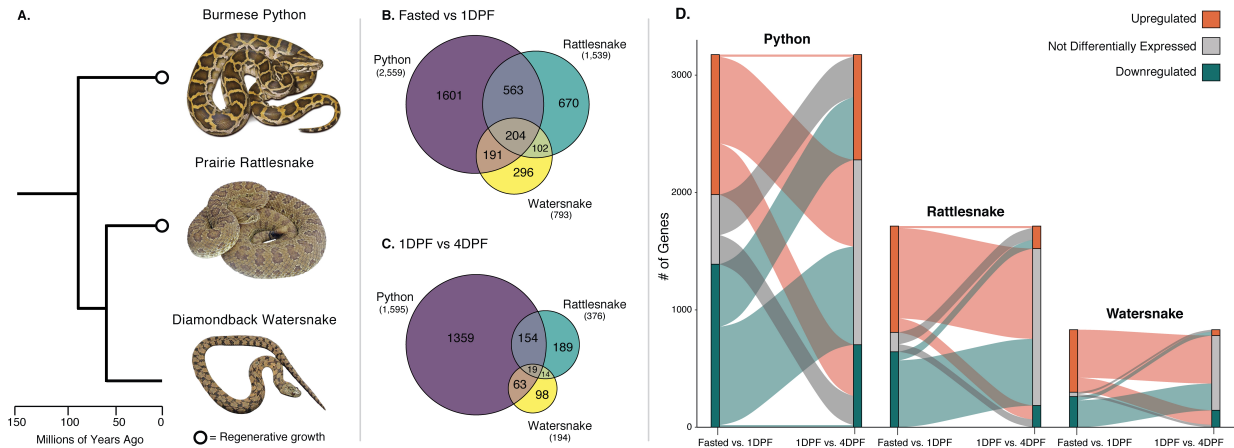 A.
Burmese Python
Prairie Rattlesnake
Diamondback Watersnake
150 100 50 0
Millions of Years Ago
= Regenerative growth
B. Fasted vs 1DPF
Python
(2,559)
Rattlesnake
(1,539)
1601
563
670
204
191
102
296
Watersnake
(793)
C. 1DPF vs 4DPF
Python
(1,595)
Rattlesnake
(376)
1359
154
189
19
14
63
98
Watersnake
(194)
D.
Upregulated
Not Differentially Expressed
Downregulated
Python
Rattlesnake
Watersnake
# of Genes
3000
2000
1000
0
Fasted vs. 1DPF 1DPF vs. 4DPF Fasted vs. 1DPF 1DPF vs. 4DPF Fasted vs. 1DPF 1DPF vs. 4DPF